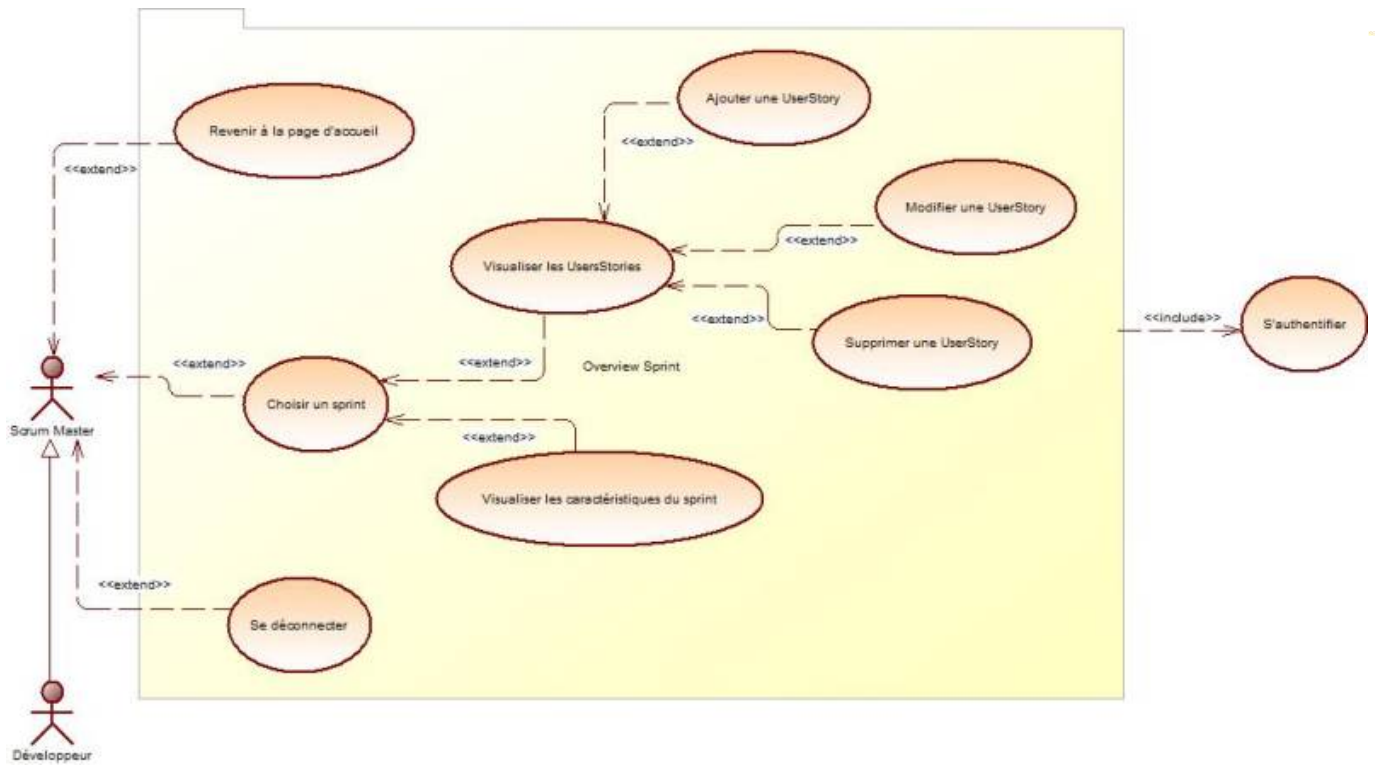 Ajouter une UserStory
Revenir à la page d'accueil
<<extend>>
<<extend>>
Modifier une UserStory
<<extend>>
Visualiser les UsersStories
<<extend>>
<<include>>
S'authentifier
Supprimer une UserStory
<<extend>>
<<extend>>
Overview Sprint
Choisir un sprint
Scrum Master
<<extend>>
Visualiser les caractéristiques du sprint
<<extend>>
Se déconnecter
Développeur